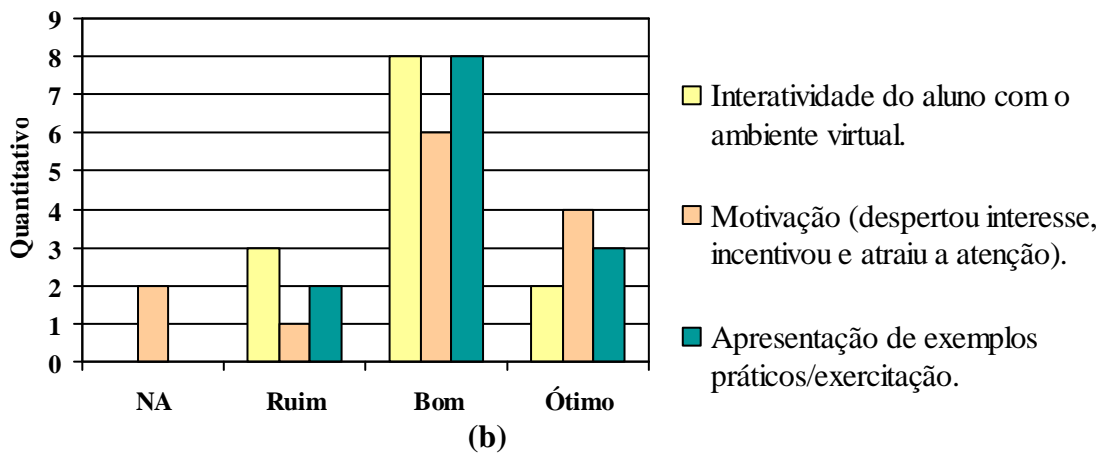 9
8
7
6
5
4
3
2
1
0
Quantitativo
NA
Ruim
Bom
Ótimo
(b)
Interatividade do aluno com o
ambiente virtual.
Motivação (despertou interesse,
incentivou e atraiu a atenção).
Apresentação de exemplos
práticos/exercitação.